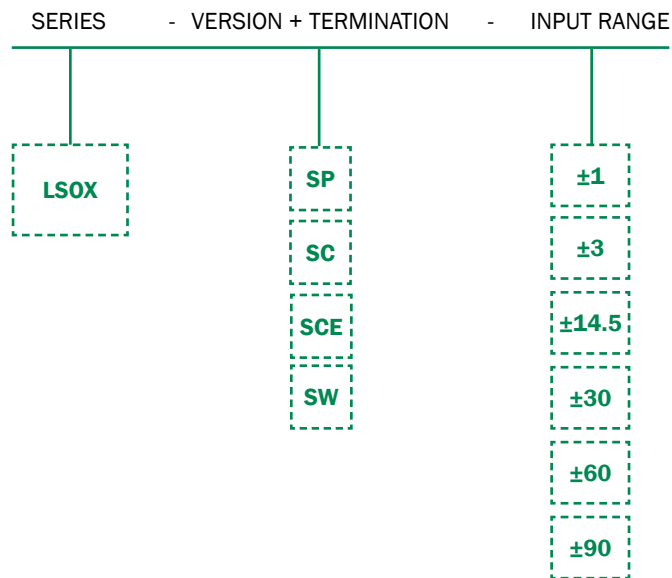 SERIES - VERSION + TERMINATION - INPUT RANGE
LSOX
SP
SC
SCE
SW
±1
±3
±14.5
±30
±60
±90